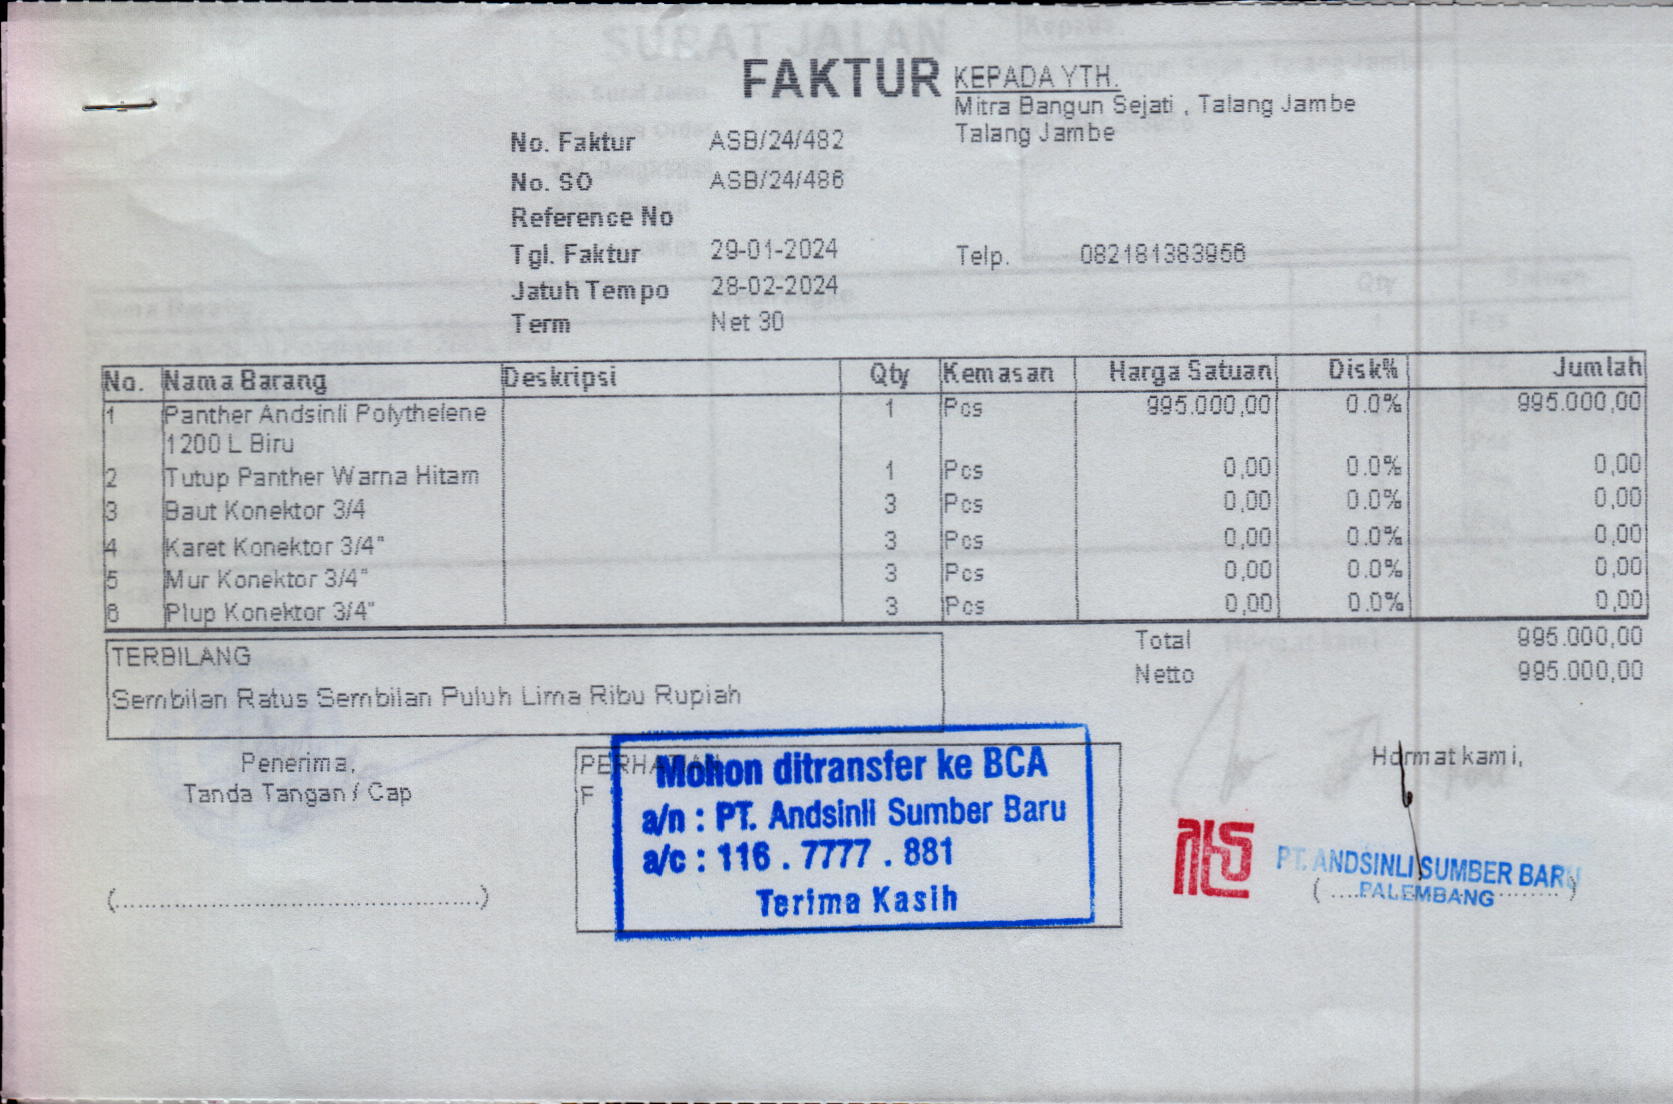 FAKTUR
KEPADA YTH.
Mitra Bangun Sejati , Talang Jambe
Talang Jambe
No. Faktur ASB/24/482
No. SO ASB/24/486
Reference No
Tgl. Faktur 29-01-2024
Telp. 082181383956
Jatuh Tempo 28-02-2024
Term Net 30
No. Nama Barang Deskripsi Qty Kemasan Harga Satuan Disk% Jumlah
1 Panther Andsinli Polythelene 1 Pcs 995.000,00 0.0% 995.000,00
1200 L Biru
2 Tutup Panther Warna Hitam 1 Pcs 0,00 0.0% 0,00
3 Baut Konektor 3/4 3 Pcs 0,00 0.0% 0,00
4 Karet Konektor 3/4" 3 Pcs 0,00 0.0% 0,00
5 Mur Konektor 3/4" 3 Pcs 0,00 0.0% 0,00
6 Plup Konektor 3/4" 3 Pcs 0,00 0.0% 0,00
Total 995.000,00
Netto 995.000,00
TERBILANG
Sembilan Ratus Sembilan Puluh Lima Ribu Rupiah
Penerima,
Tanda Tangan / Cap
(..............................................)
PERHATIAN
F
Mohon ditransfer ke BCA
a/n : PT. Andsinli Sumber Baru
a/c : 116 . 7777 . 881
Terima Kasih
Hormat kami,
PT. ANDSINLI SUMBER BARU
PALEMBANG
SURAT JALAN